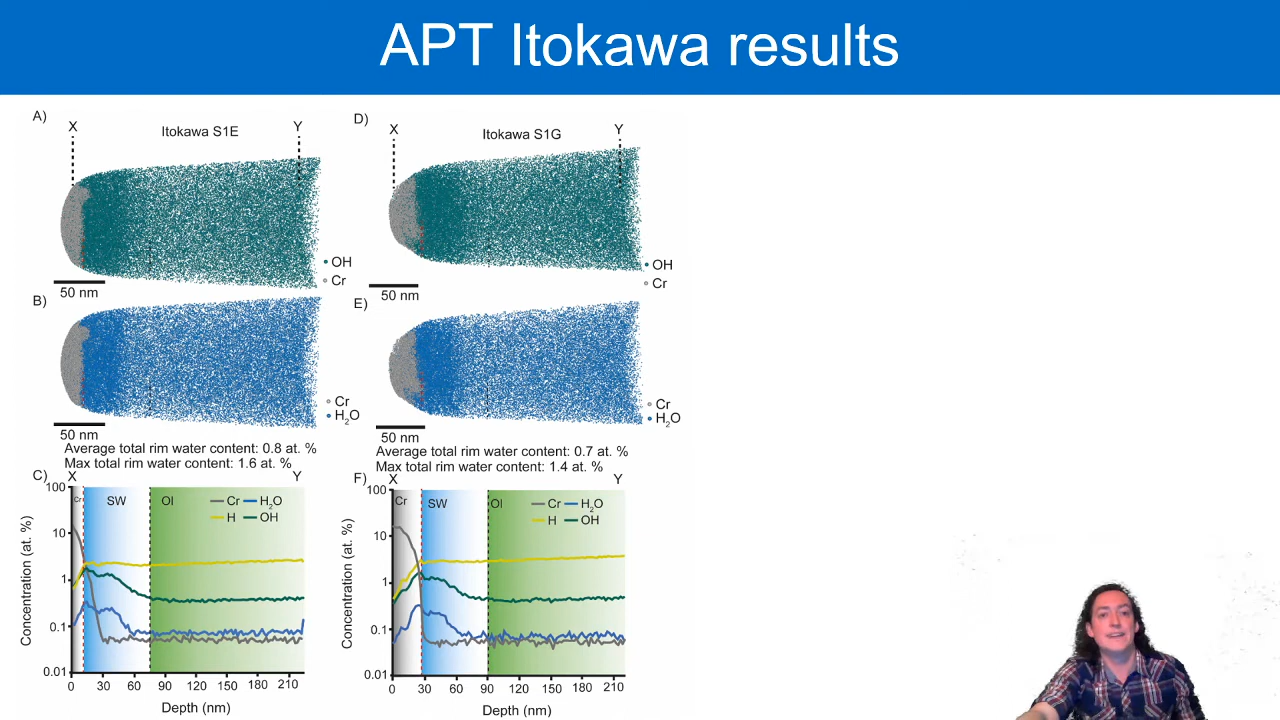 APT Itokawa results
A)
X
Itokawa S1E
Y
OH
Cr
50 nm
B)
Cr
H2O
50 nm
Average total rim water content: 0.8 at. %
Max total rim water content: 1.6 at. %
C)
X
Y
Concentration (at. %)
100
10
1
0.1
0.01
Cr
SW
Ol
Cr
H2O
H
OH
0 30 60 90 120 150 180 210
Depth (nm)
D)
X
Itokawa S1G
Y
OH
Cr
50 nm
E)
Cr
H2O
50 nm
Average total rim water content: 0.7 at. %
Max total rim water content: 1.4 at. %
F)
X
Y
Concentration (at. %)
100
10
1
0.1
0.01
Cr
SW
Ol
Cr
H2O
H
OH
0 30 60 90 120 150 180 210
Depth (nm)